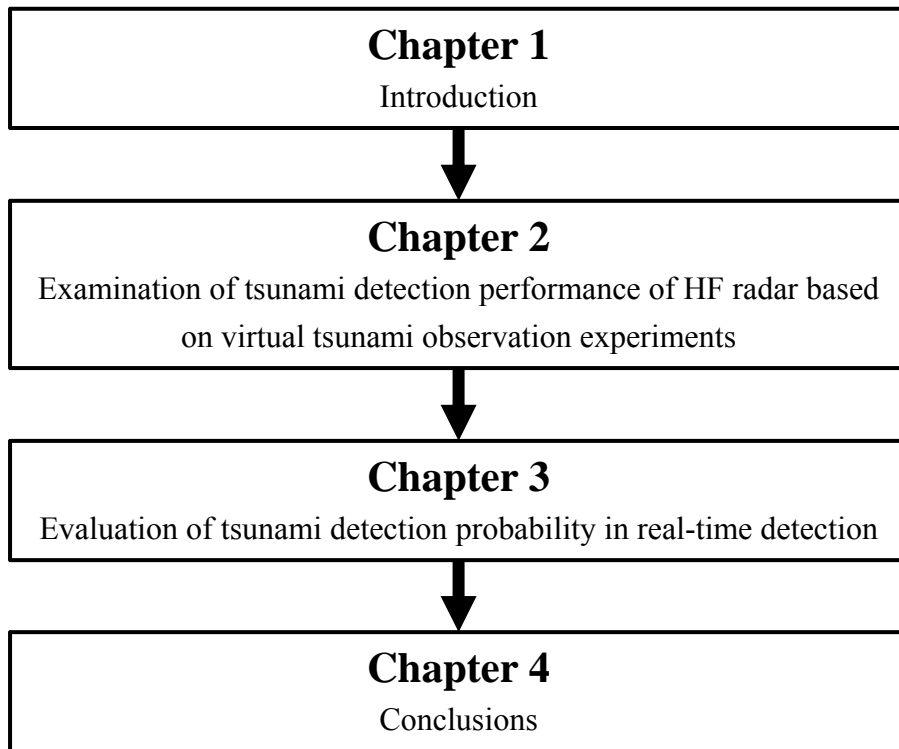 Chapter 1
Introduction
Chapter 2
Examination of tsunami detection performance of HF radar based
on virtual tsunami observation experiments
Chapter 3
Evaluation of tsunami detection probability in real-time detection
Chapter 4
Conclusions